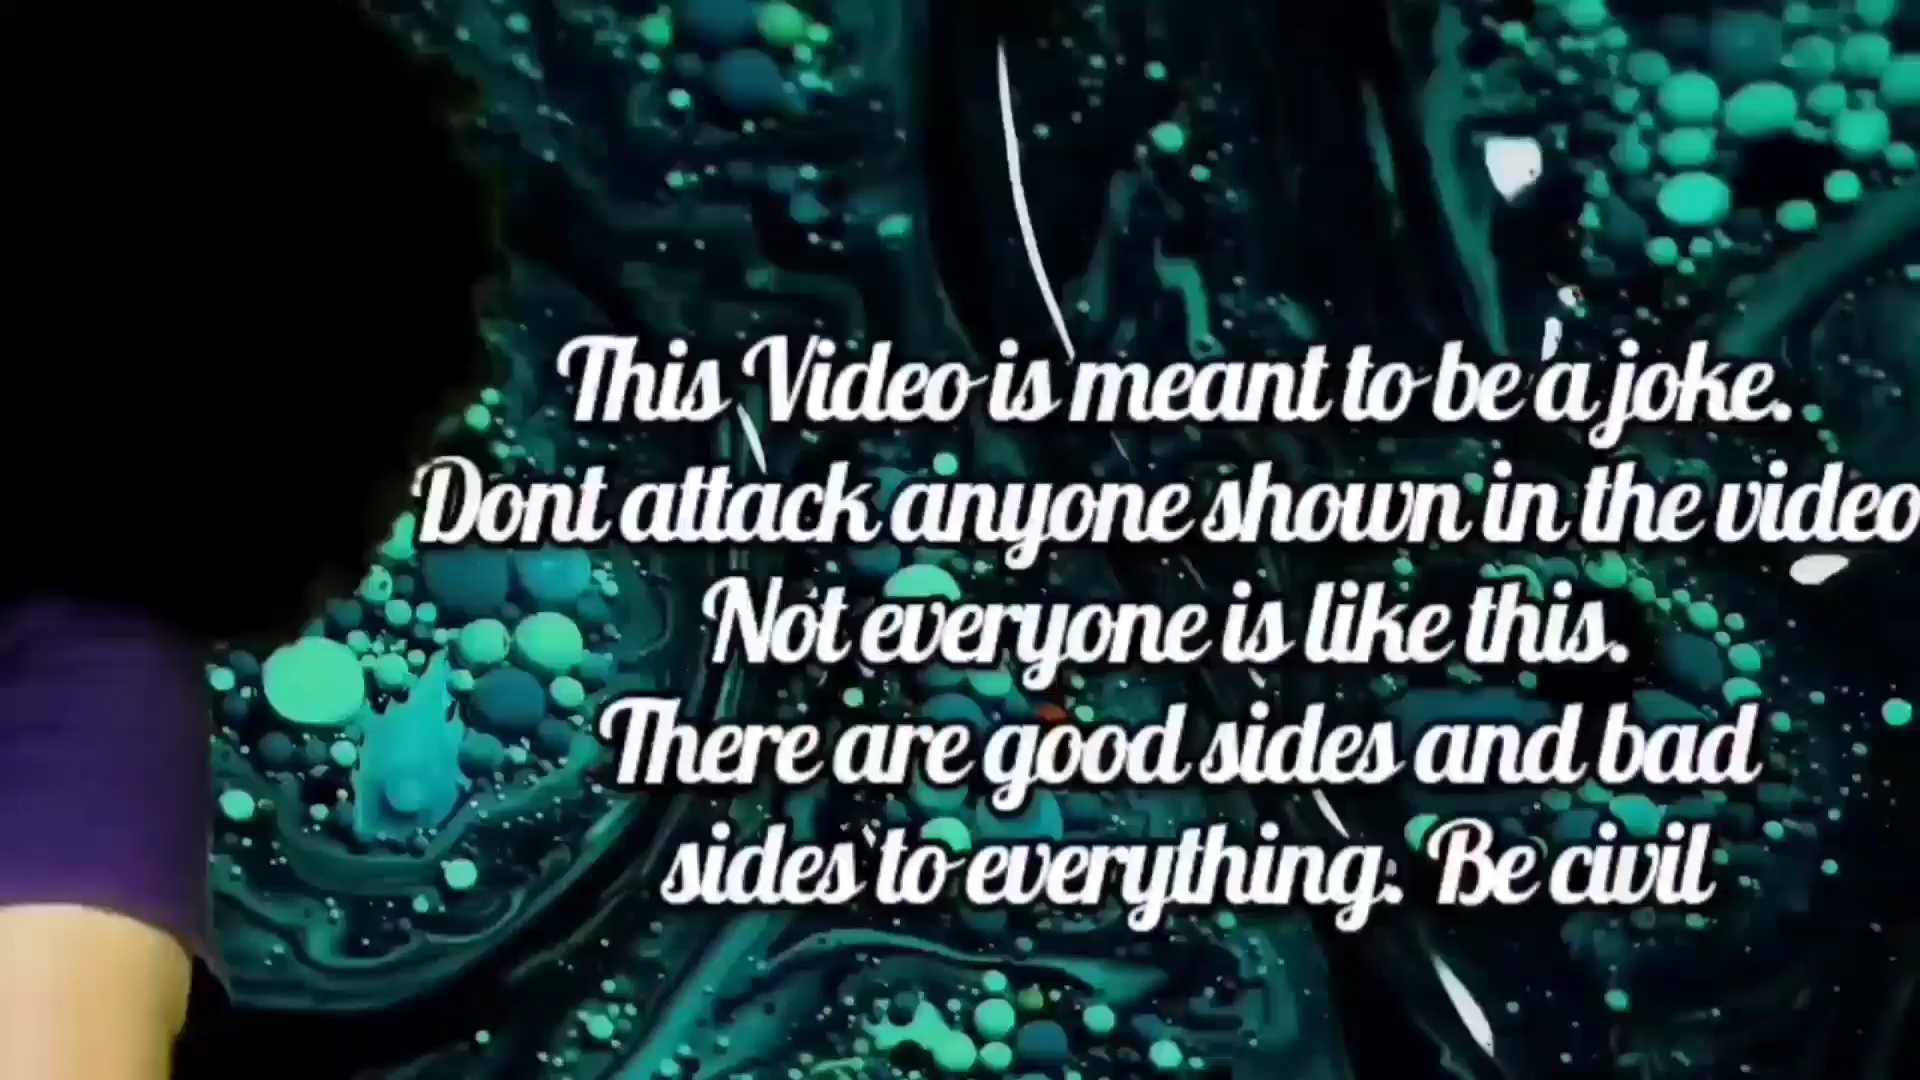 This Video is meant to be a joke.
Dont attack anyone shown in the video
Not everyone is like this.
There are good sides and bad
sides to everything. Be civil